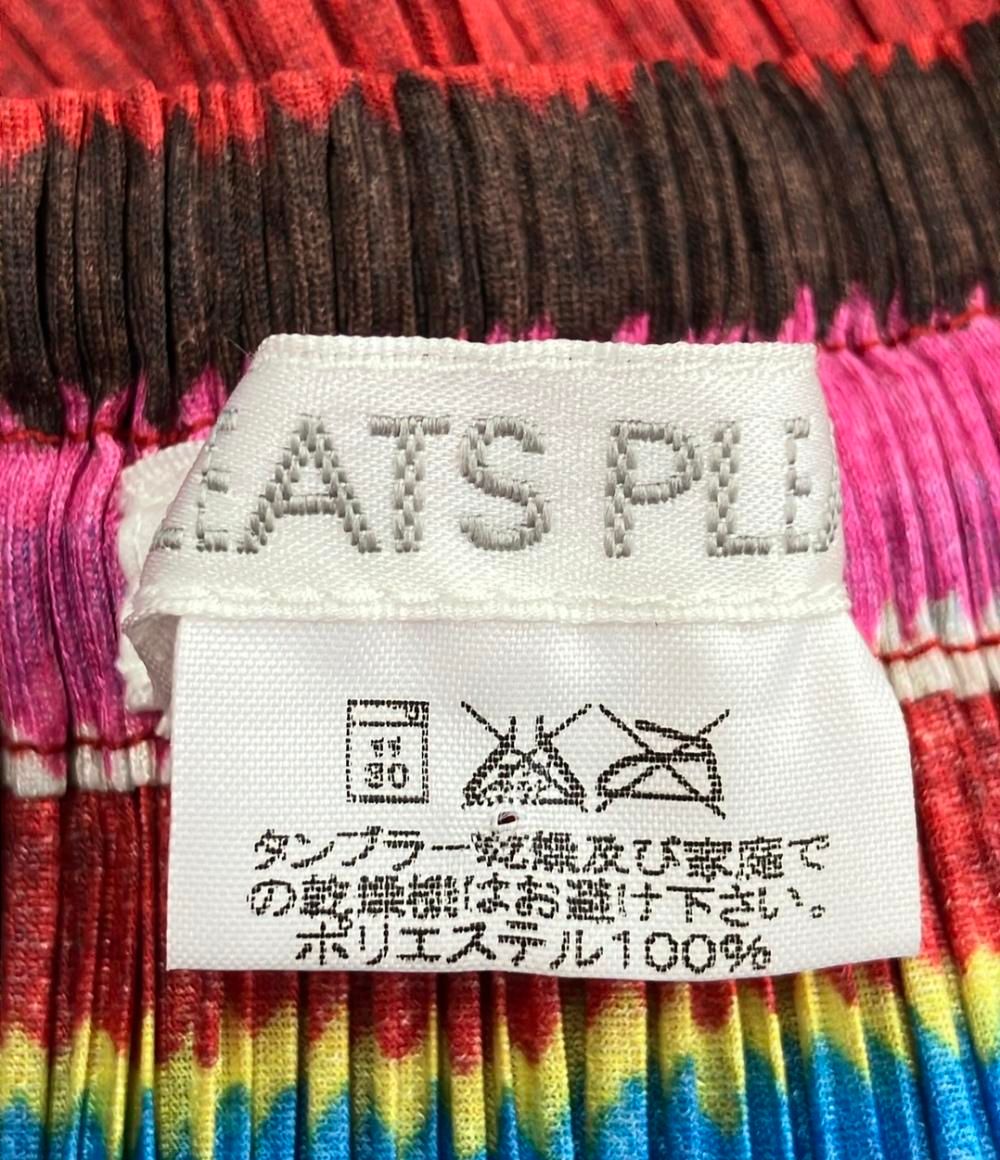 EATS PL
弱
30
タンブラー乾燥及び家庭で
の乾燥機はお避け下さい。
ポリエステル100%